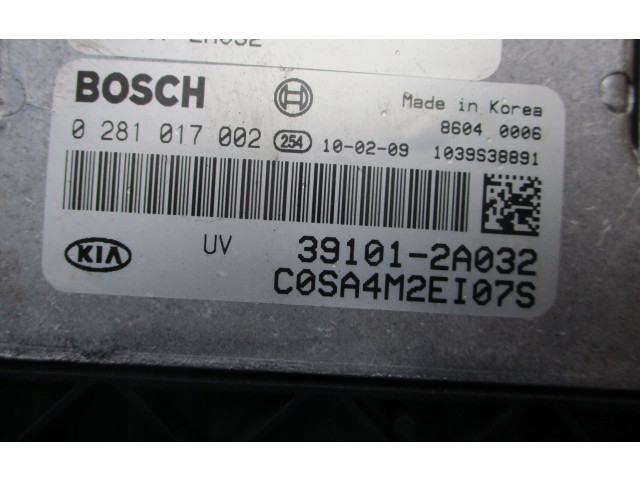 2A032
BOSCH
Made in Korea
8604 0006
0 281 017 002 254 10-02-09 1039S38891
KIA UV 39101-2A032
C0SA4M2EI07S